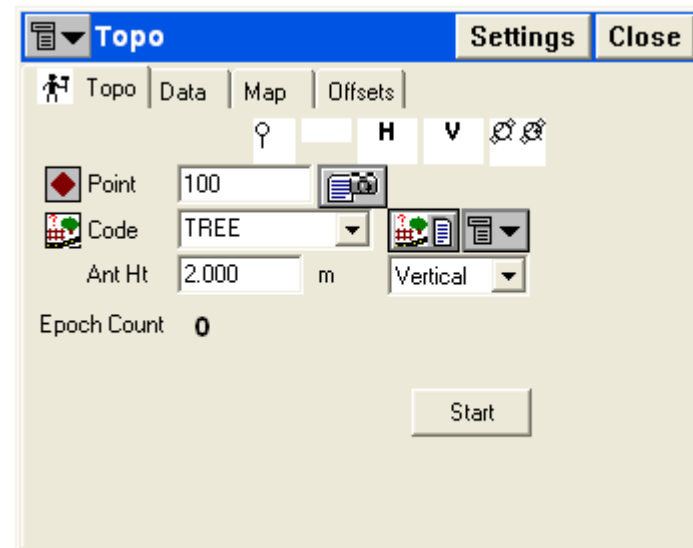 Topo Settings Close
Topo Data Map Offsets
H V
Point 100
Code TREE
Ant Ht 2.000 m Vertical
Epoch Count 0
Start